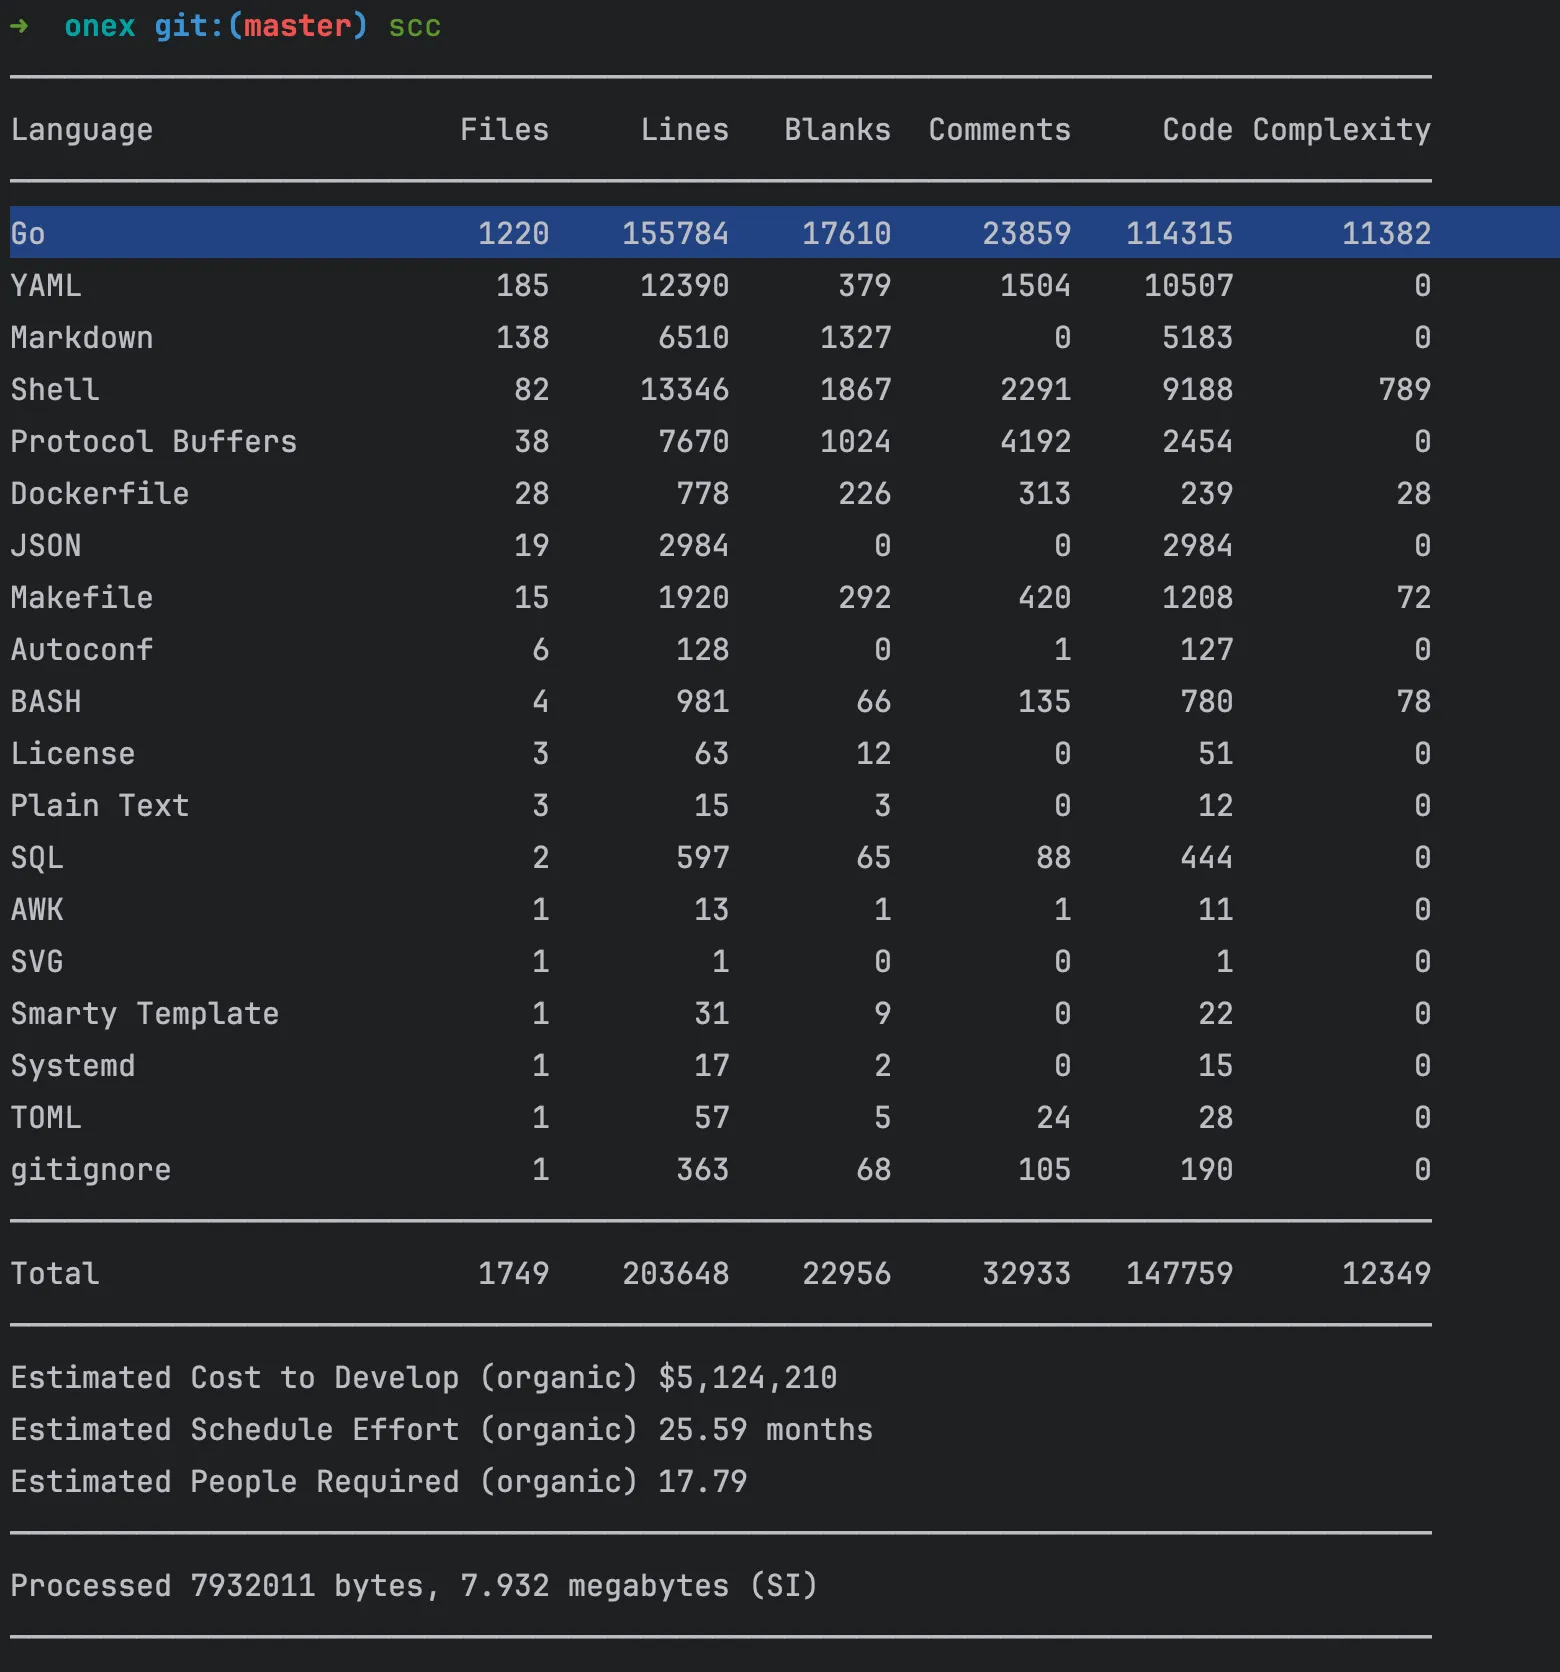 ➜  onex git:(master) scc
Language Files Lines Blanks Comments Code Complexity
Go 1220 155784 17610 23859 114315 11382
YAML 185 12390 379 1504 10507 0
Markdown 138 6510 1327 0 5183 0
Shell 82 13346 1867 2291 9188 789
Protocol Buffers 38 7670 1024 4192 2454 0
Dockerfile 28 778 226 313 239 28
JSON 19 2984 0 0 2984 0
Makefile 15 1920 292 420 1208 72
Autoconf 6 128 0 1 127 0
BASH 4 981 66 135 780 78
License 3 63 12 0 51 0
Plain Text 3 15 3 0 12 0
SQL 2 597 65 88 444 0
AWK 1 13 1 1 11 0
SVG 1 1 0 0 1 0
Smarty Template 1 31 9 0 22 0
Systemd 1 17 2 0 15 0
TOML 1 57 5 24 28 0
gitignore 1 363 68 105 190 0
Total 1749 203648 22956 32933 147759 12349
Estimated Cost to Develop (organic) $5,124,210
Estimated Schedule Effort (organic) 25.59 months
Estimated People Required (organic) 17.79
Processed 7932011 bytes, 7.932 megabytes (SI)